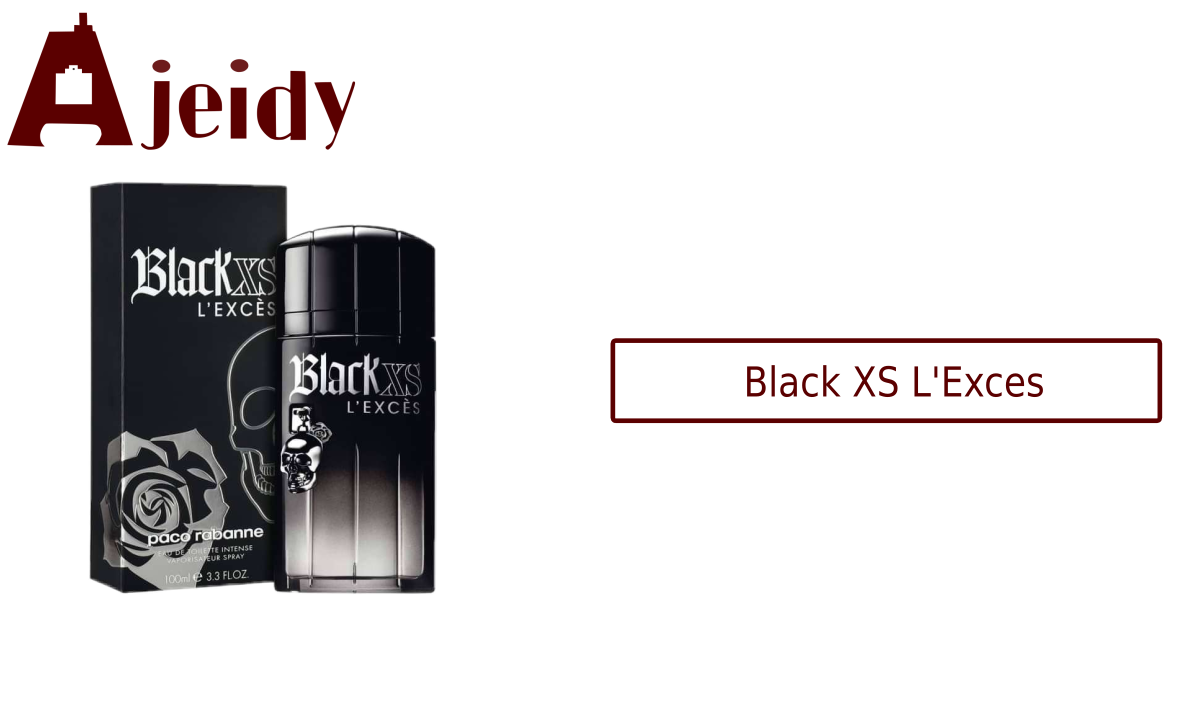 Ajeidy
Black XS
L'EXCÈS
paco rabanne
EAU DE TOILETTE INTENSE
VAPORISATEUR SPRAY
100ml e 3.3 FL.OZ.
Black XS
L'EXCÈS
Black XS L'Exces